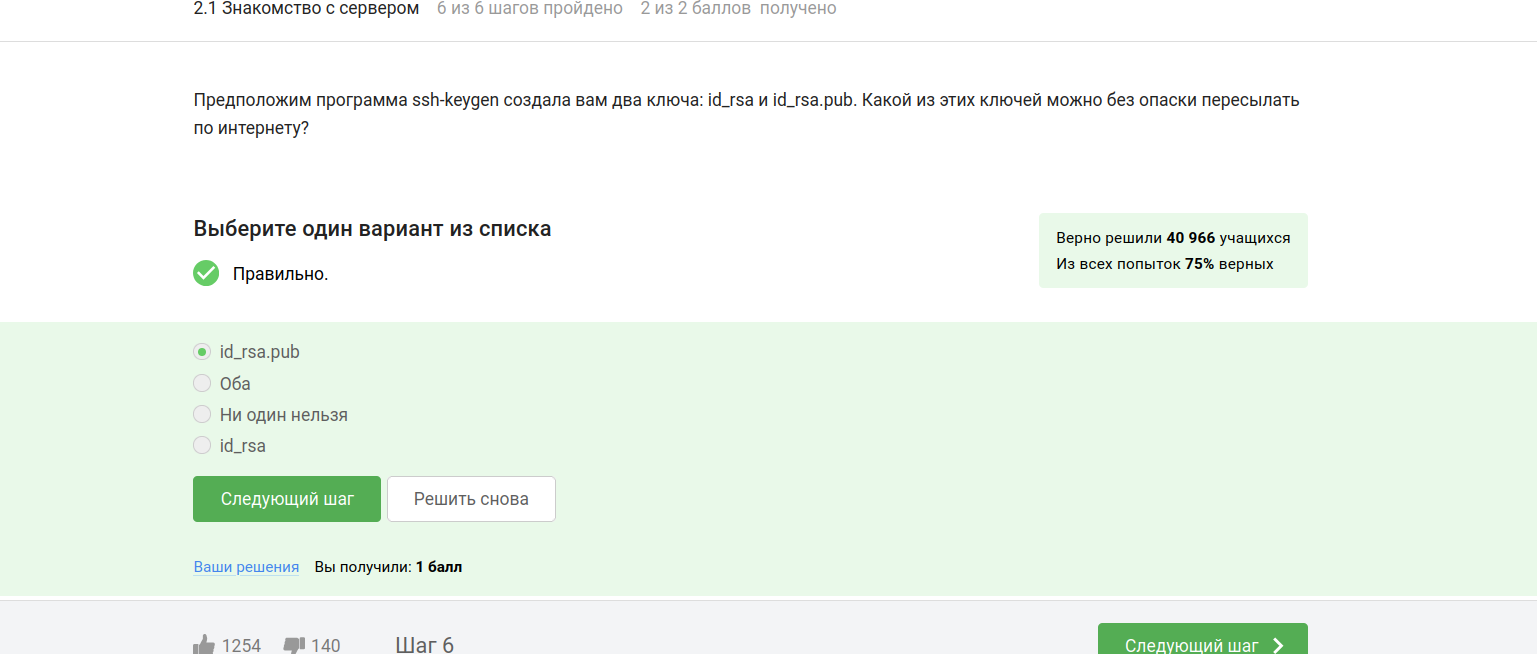 2.1 Знакомство с сервером 6 из 6 шагов пройдено 2 из 2 баллов получено
Предположим программа ssh-keygen создала вам два ключа: id_rsa и id_rsa.pub. Какой из этих ключей можно без опаски пересылать
по интернету?
Выберите один вариант из списка
Правильно.
Верно решили 40 966 учащихся
Из всех попыток 75% верных
id_rsa.pub
Оба
Ни один нельзя
id_rsa
Следующий шаг Решить снова
Ваши решения Вы получили: 1 балл
1254 140 Шаг 6 Следующий шаг